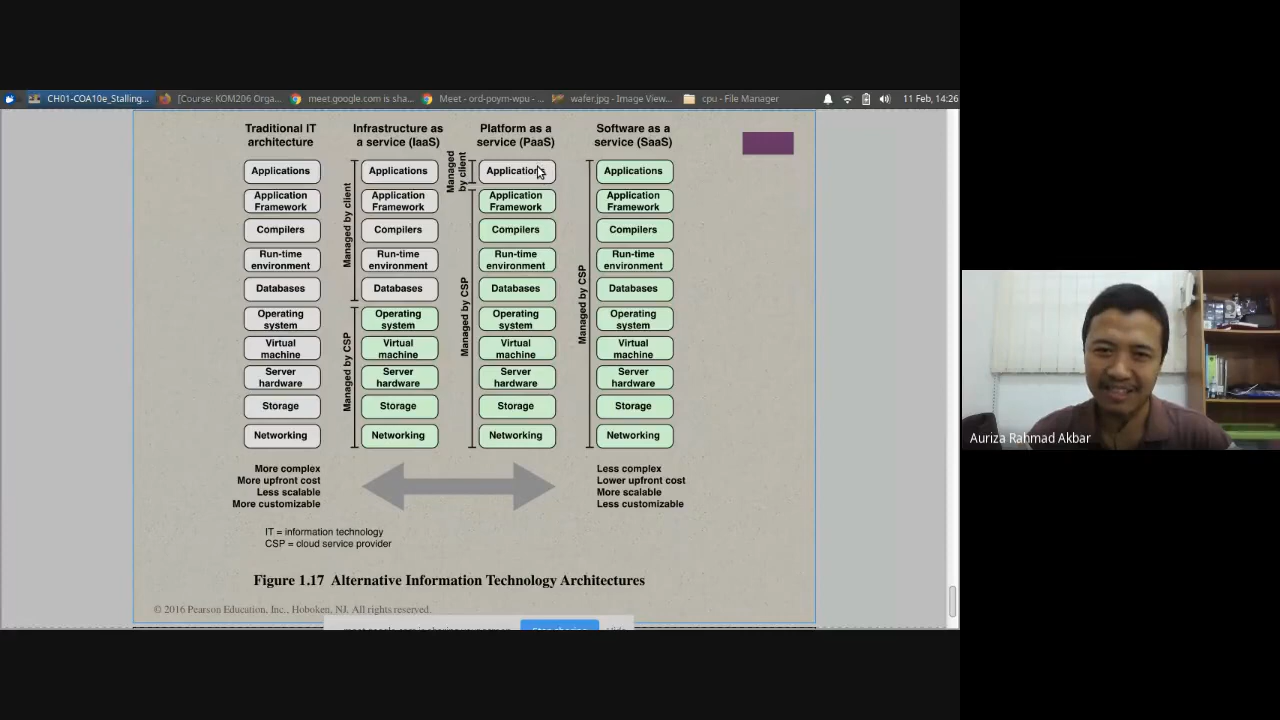 CH01-COA10e_Stalling...
[Course: KOM206 Orga...
meet.google.com is sha...
Meet - ord-poym-wpu - ...
wafer.jpg - Image View...
cpu - File Manager
11 Feb, 14:26
Traditional IT
architecture
Applications
Application
Framework
Compilers
Run-time
environment
Databases
Operating
system
Virtual
machine
Server
hardware
Storage
Networking
Infrastructure as
a service (IaaS)
Managed by client
Managed by CSP
Applications
Application
Framework
Compilers
Run-time
environment
Databases
Operating
system
Virtual
machine
Server
hardware
Storage
Networking
Platform as a
service (PaaS)
Managed
by client
Managed by CSP
Applications
Application
Framework
Compilers
Run-time
environment
Databases
Operating
system
Virtual
machine
Server
hardware
Storage
Networking
Software as a
service (SaaS)
Managed by CSP
Applications
Application
Framework
Compilers
Run-time
environment
Databases
Operating
system
Virtual
machine
Server
hardware
Storage
Networking
More complex
More upfront cost
Less scalable
More customizable
Less complex
Lower upfront cost
More scalable
Less customizable
IT = information technology
CSP = cloud service provider
Figure 1.17 Alternative Information Technology Architectures
© 2016 Pearson Education, Inc., Hoboken, NJ. All rights reserved.
Auriza Rahmad Akbar